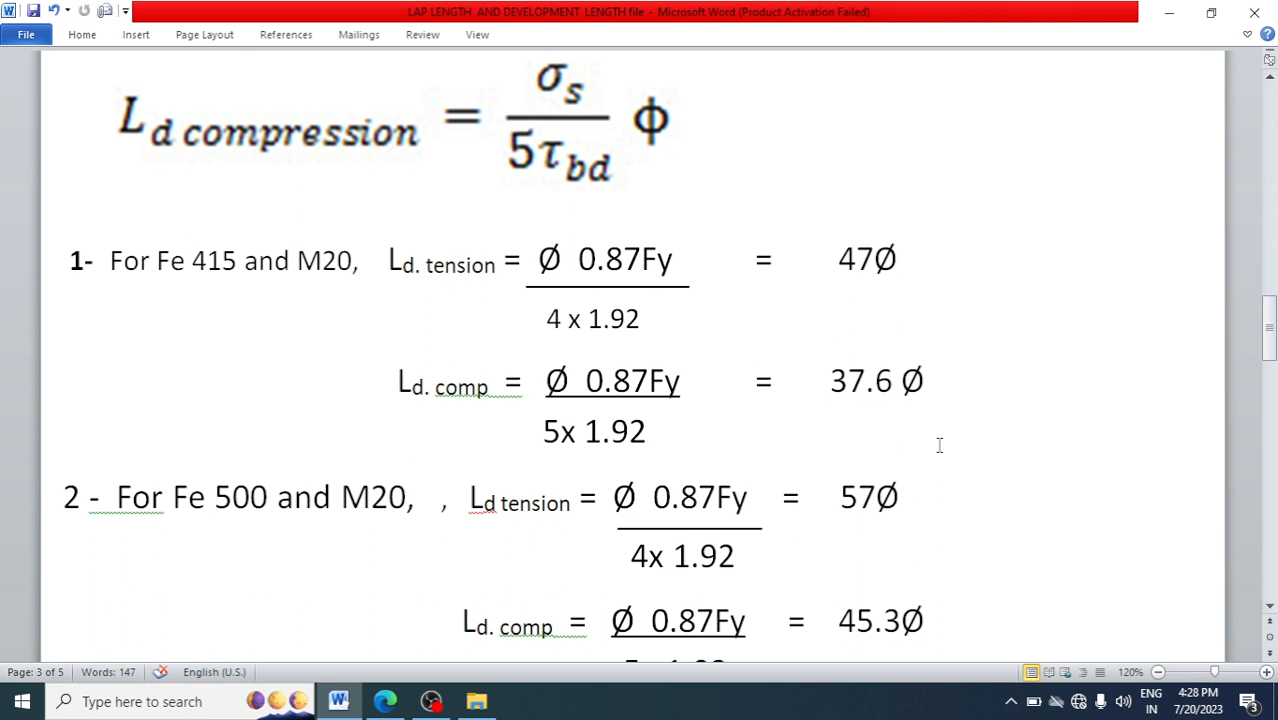 LAP LENGTH AND DEVELOPMENT LENGTH file - Microsoft Word (Product Activation Failed)
File Home Insert Page Layout References Mailings Review View
L d compression = σs / 5τbd ϕ
1- For Fe 415 and M20, Ld. tension = Ø 0.87Fy = 47Ø
4 x 1.92
Ld. comp = Ø 0.87Fy = 37.6 Ø
5x 1.92
2 - For Fe 500 and M20, , Ld tension = Ø 0.87Fy = 57Ø
4x 1.92
Ld. comp = Ø 0.87Fy = 45.3Ø
Page: 3 of 5 Words: 147 English (U.S.) 120%
Type here to search
ENG 4:28 PM
IN 7/20/2023 3